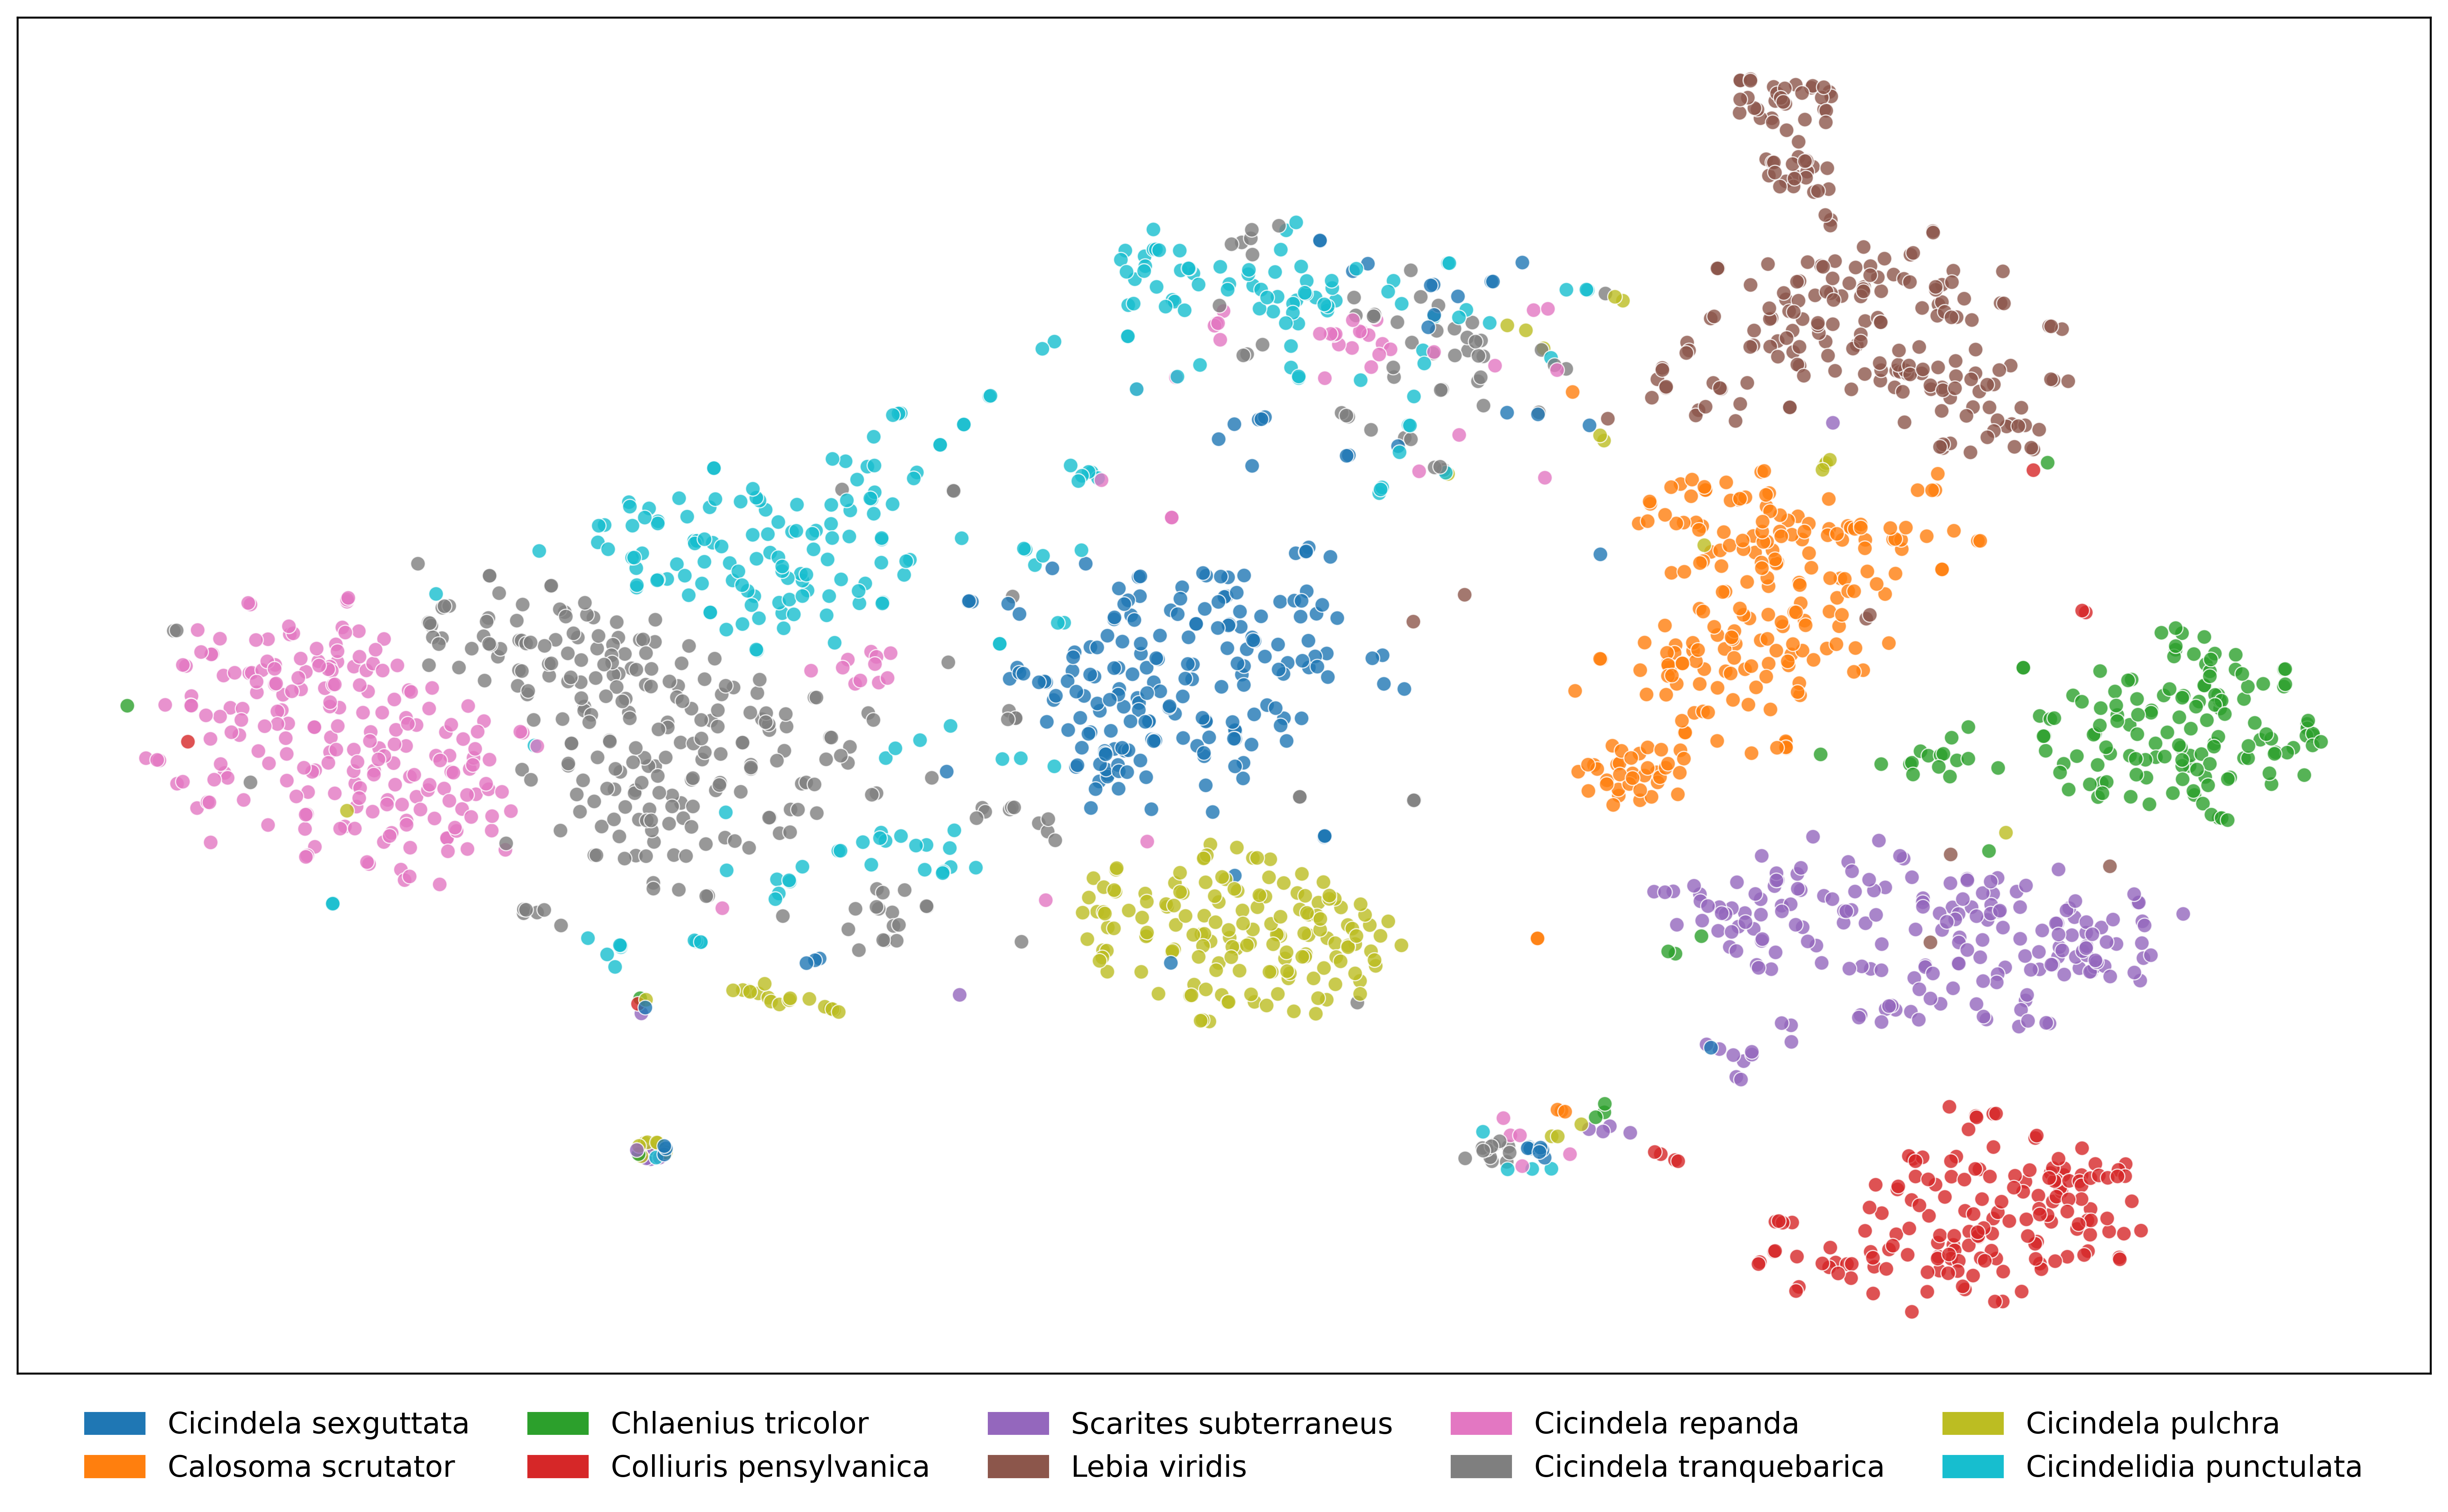 Cicindela sexguttata Chlaenius tricolor Scarites subterraneus Cicindela repanda Cicindela pulchra
Calosoma scrutator Colliuris pensylvanica Lebia viridis Cicindela tranquebarica Cicindelidia punctulata